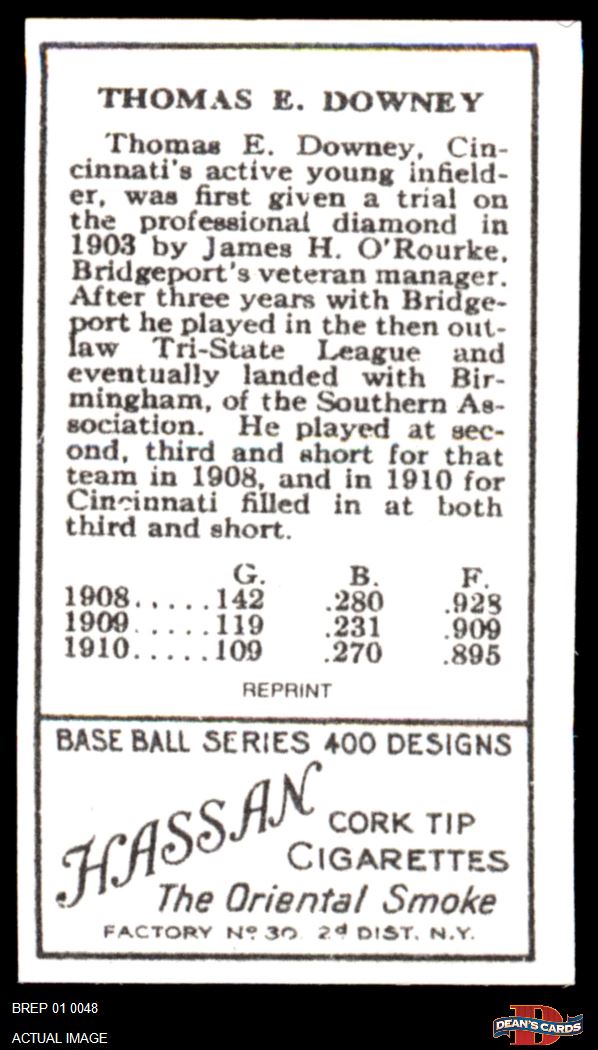 THOMAS E. DOWNEY
Thomas E. Downey, Cin-
cinnati's active young infield-
er, was first given a trial on
the professional diamond in
1903 by James H. O'Rourke,
Bridgeport's veteran manager.
After three years with Bridge-
port he played in the then out-
law Tri-State League and
eventually landed with Bir-
mingham, of the Southern As-
sociation. He played at sec-
ond, third and short for that
team in 1908, and in 1910 for
Cincinnati filled in at both
third and short.
G. B. F.
1908.....142 .280 .928
1909.....119 .231 .909
1910.....109 .270 .895
REPRINT
BASE BALL SERIES 400 DESIGNS
HASSAN
CORK TIP
CIGARETTES
The Oriental Smoke
FACTORY Nº 30 2d DIST. N.Y.
BREP 01 0048
ACTUAL IMAGE
D
DEAN'S CARDS